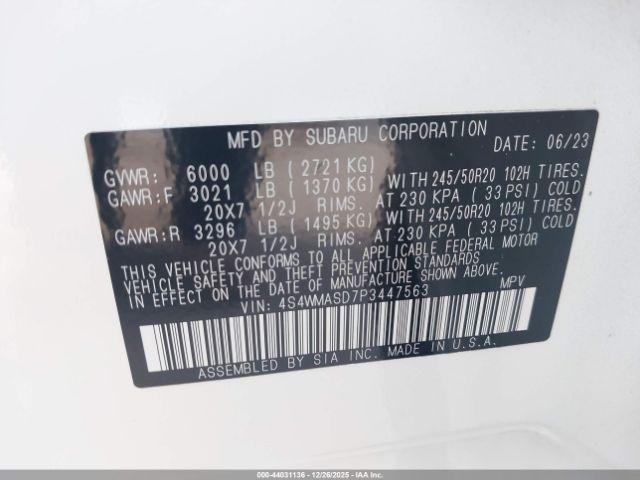 MFD BY SUBARU CORPORATION DATE: 06/23
GVWR: 6000 LB ( 2721 KG)
GAWR:F 3021 LB ( 1370 KG) WITH 245/50R20 102H TIRES.
20X7 1/2J RIMS. AT 230 KPA ( 33 PSI) COLD
GAWR:R 3296 LB ( 1495 KG) WITH 245/50R20 102H TIRES.
20X7 1/2J RIMS. AT 230 KPA ( 33 PSI) COLD
THIS VEHICLE CONFORMS TO ALL APPLICABLE FEDERAL MOTOR
VEHICLE SAFETY AND THEFT PREVENTION STANDARDS
IN EFFECT ON THE DATE OF MANUFACTURE SHOWN ABOVE.
VIN: 4S4WMASD7P3447563 MPV
ASSEMBLED BY SIA INC. MADE IN U.S.A.
000-44031136 - 12/26/2025 - IAAI.COM